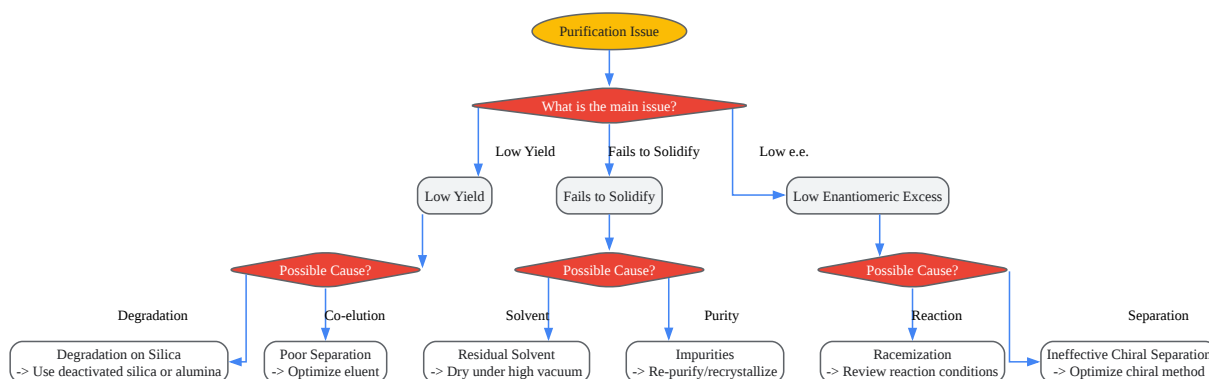 Purification Issue
What is the main issue?
Low Yield
Fails to Solidify
Low e.e.
Low Yield
Fails to Solidify
Low Enantiomeric Excess
Possible Cause?
Possible Cause?
Possible Cause?
Degradation
Co-elution
Solvent
Purity
Reaction
Separation
Degradation on Silica
-> Use deactivated silica or alumina
Poor Separation
-> Optimize eluent
Residual Solvent
-> Dry under high vacuum
Impurities
-> Re-purify/recrystallize
Racemization
-> Review reaction conditions
Ineffective Chiral Separation
-> Optimize chiral method